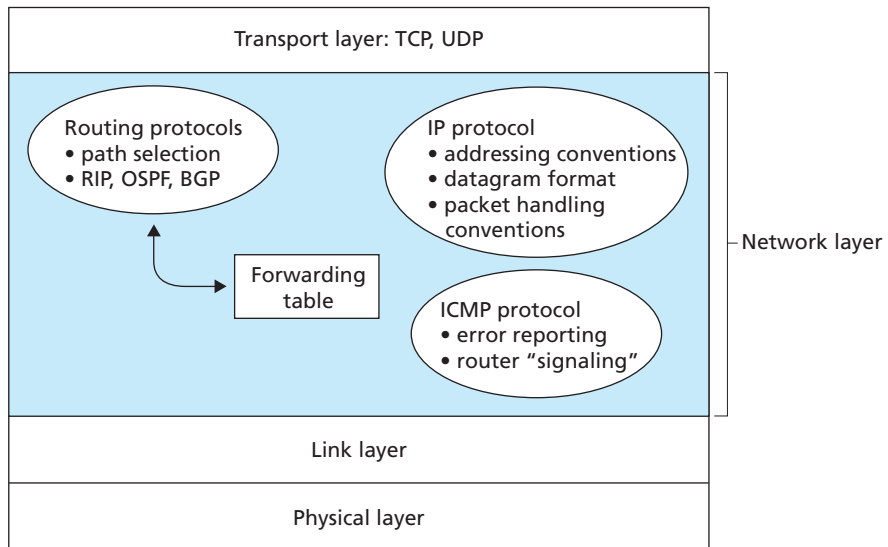 Transport layer: TCP, UDP
Routing protocols
• path selection
• RIP, OSPF, BGP
IP protocol
• addressing conventions
• datagram format
• packet handling
conventions
Network layer
Forwarding
table
ICMP protocol
• error reporting
• router “signaling”
Link layer
Physical layer